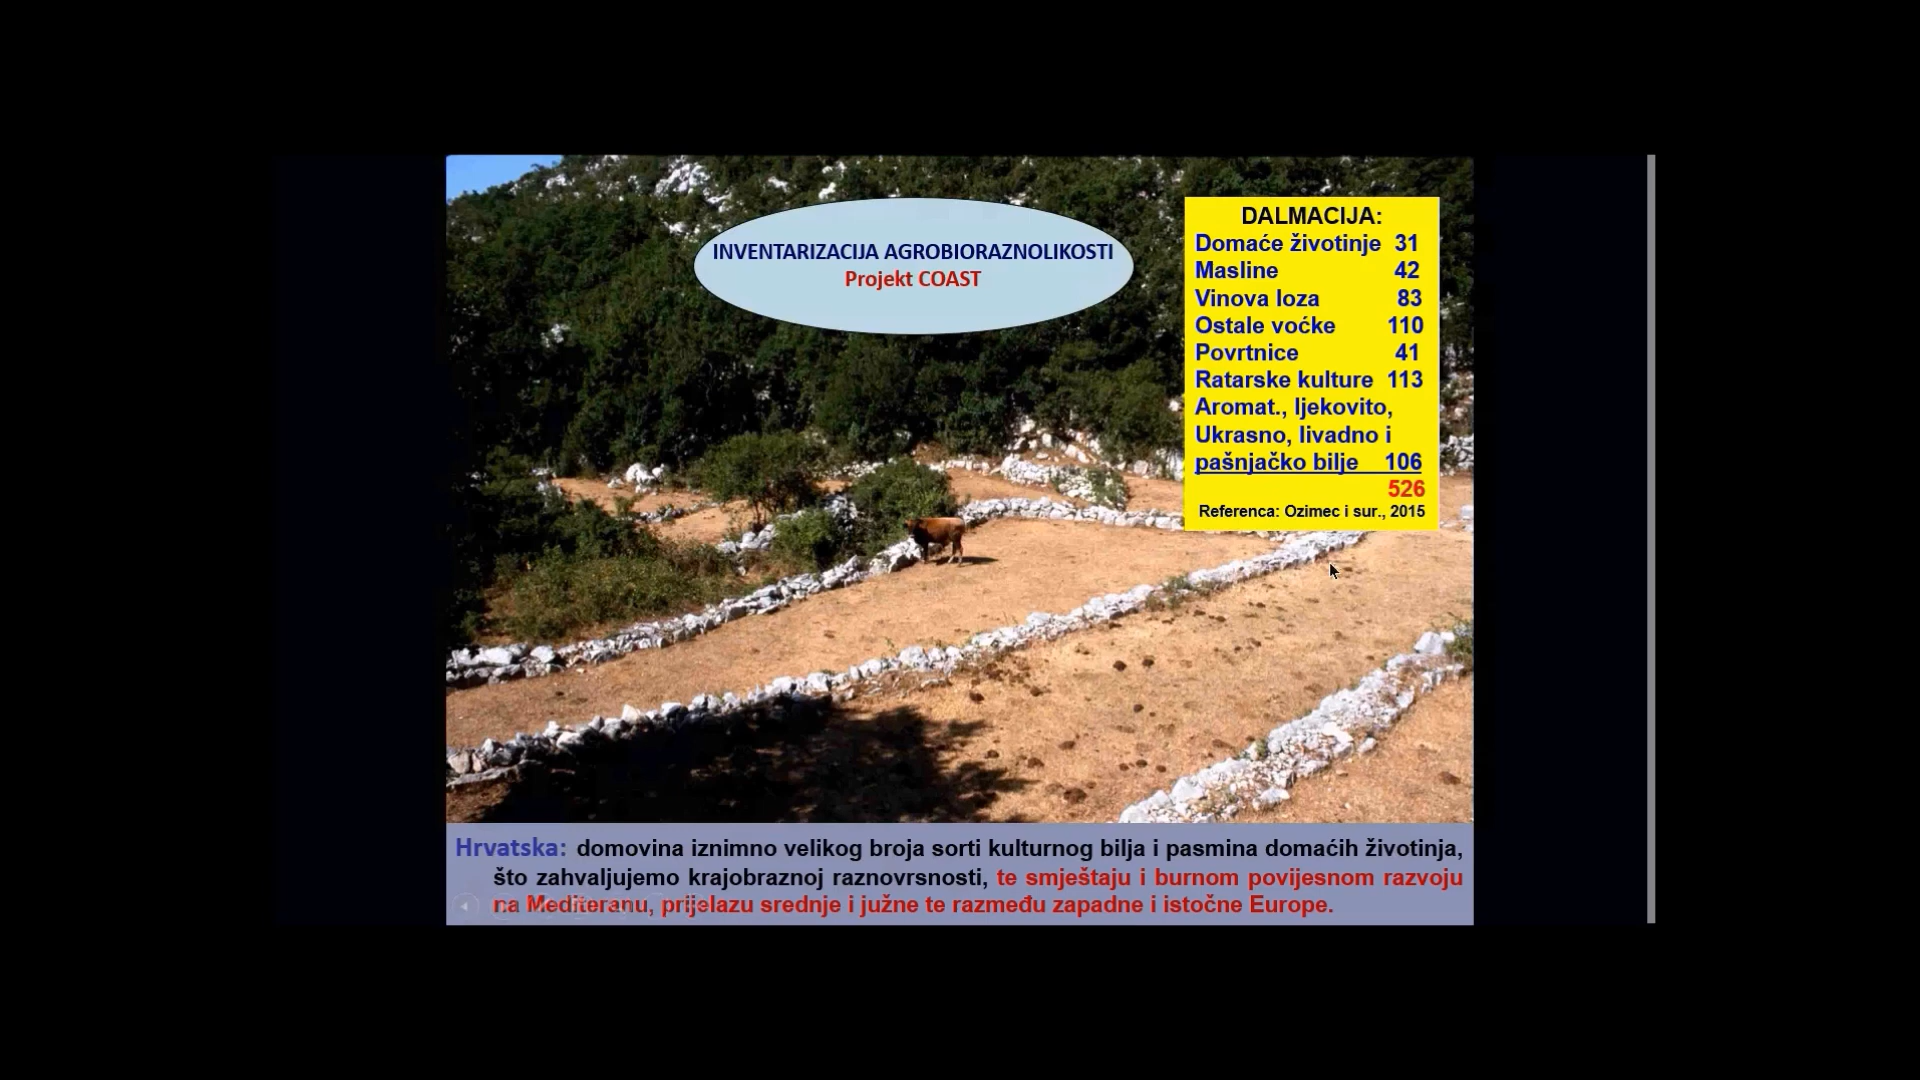 INVENTARIZACIJA AGROBIORAZNOLIKOSTI
Projekt COAST
DALMACIJA:
Domaće životinje 31
Masline 42
Vinova loza 83
Ostale voćke 110
Povrtnice 41
Ratarske kulture 113
Aromat., ljekovito,
Ukrasno, livadno i
pašnjačko bilje 106
526
Referenca: Ozimec i sur., 2015
Hrvatska: domovina iznimno velikog broja sorti kulturnog bilja i pasmina domaćih životinja,
što zahvaljujemo krajobraznoj raznovrsnosti, te smještaju i burnom povijesnom razvoju
na Mediteranu, prijelazu srednje i južne te razmeđu zapadne i istočne Europe.